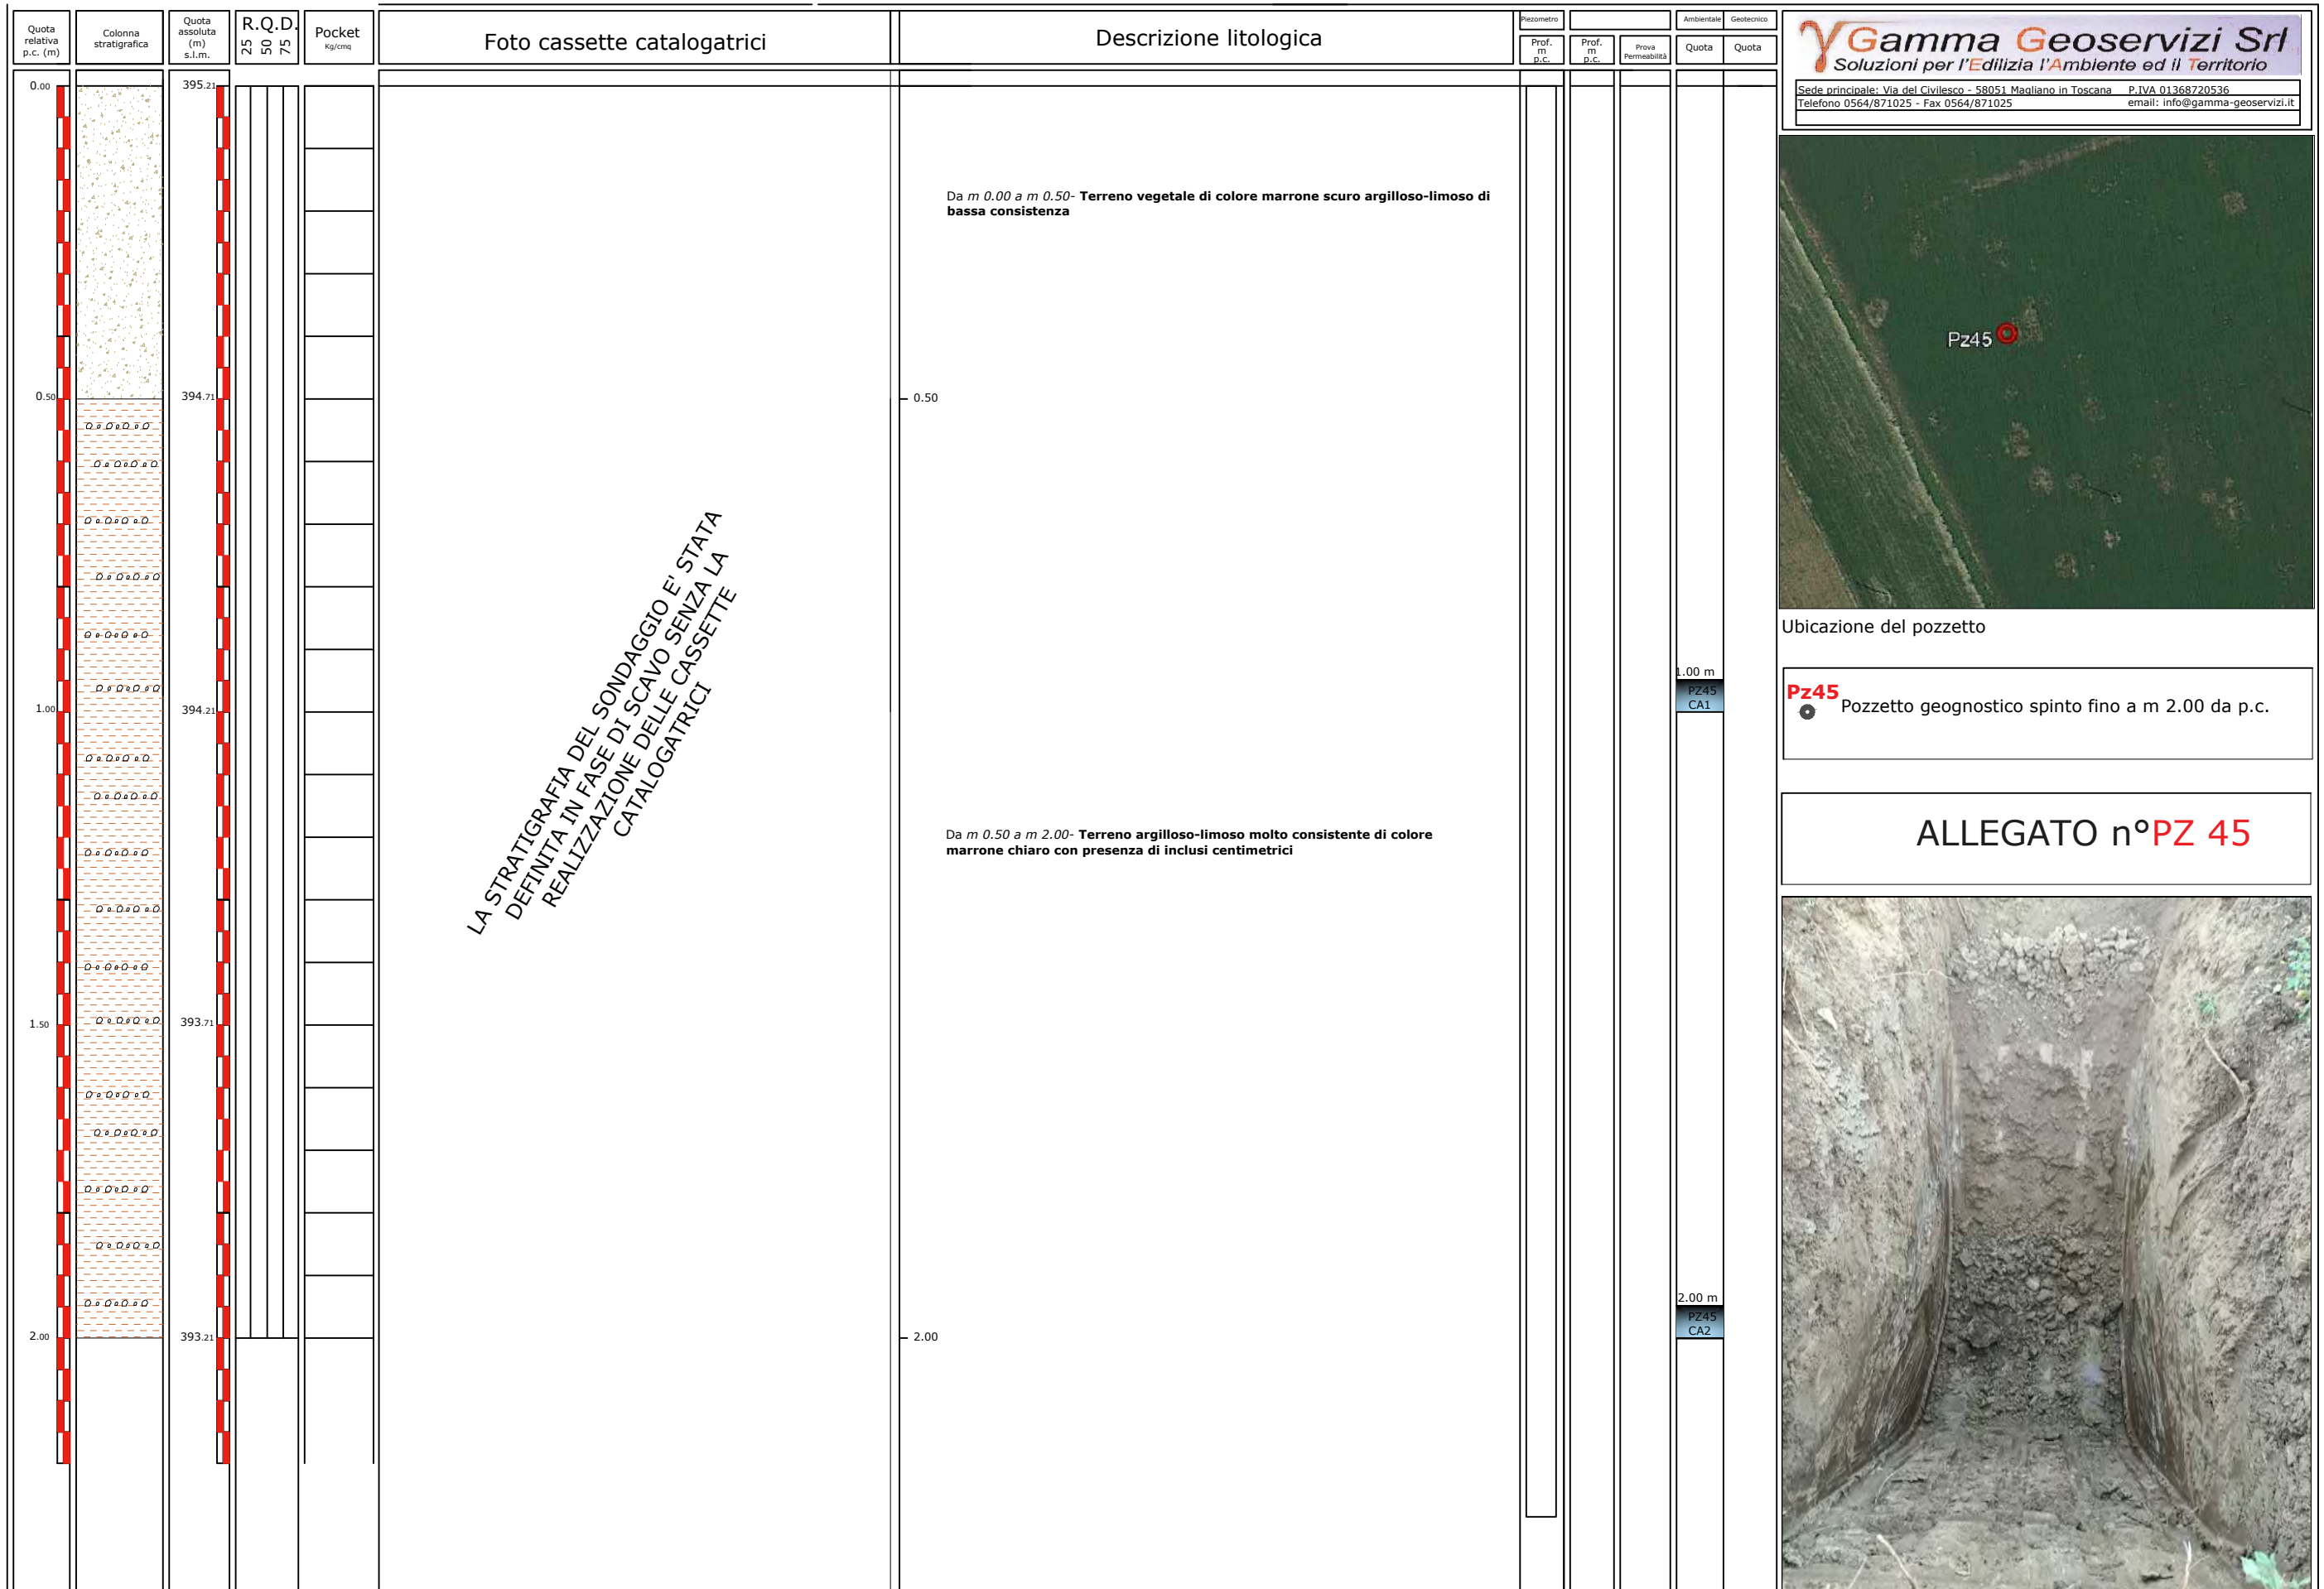 Quota
relativa
p.c. (m)
Colonna
stratigrafica
Quota
assoluta
(m)
s.l.m.
R.Q.D.
25
50
75
Pocket
Kg/cmq
Foto cassette catalogatrici
Descrizione litologica
Piezometro
Prof.
m
p.c.
Prof.
m
p.c.
Prova
Permeabilità
Ambientale
Geotecnico
Quota
Quota
γ Gamma Geoservizi Srl
Soluzioni per l'Edilizia l'Ambiente ed il Territorio
Sede principale: Via del Civilesco - 58051 Magliano in Toscana P.IVA 01368720536
Telefono 0564/871025 - Fax 0564/871025 email: info@gamma-geoservizi.it
0.00
395.21
Da m 0.00 a m 0.50- Terreno vegetale di colore marrone scuro argilloso-limoso di
bassa consistenza
Pz45
0.50
394.71
0.50
LA STRATIGRAFIA DEL SONDAGGIO E' STATA
DEFINITA IN FASE DI SCAVO SENZA LA
REALIZZAZIONE DELLE CASSETTE
CATALOGATRICI
Ubicazione del pozzetto
1.00 m
PZ45
CA1
Pz45
Pozzetto geognostico spinto fino a m 2.00 da p.c.
1.00
394.21
Da m 0.50 a m 2.00- Terreno argilloso-limoso molto consistente di colore
marrone chiaro con presenza di inclusi centimetrici
ALLEGATO n°PZ 45
1.50
393.71
2.00 m
PZ45
CA2
2.00
393.21
2.00